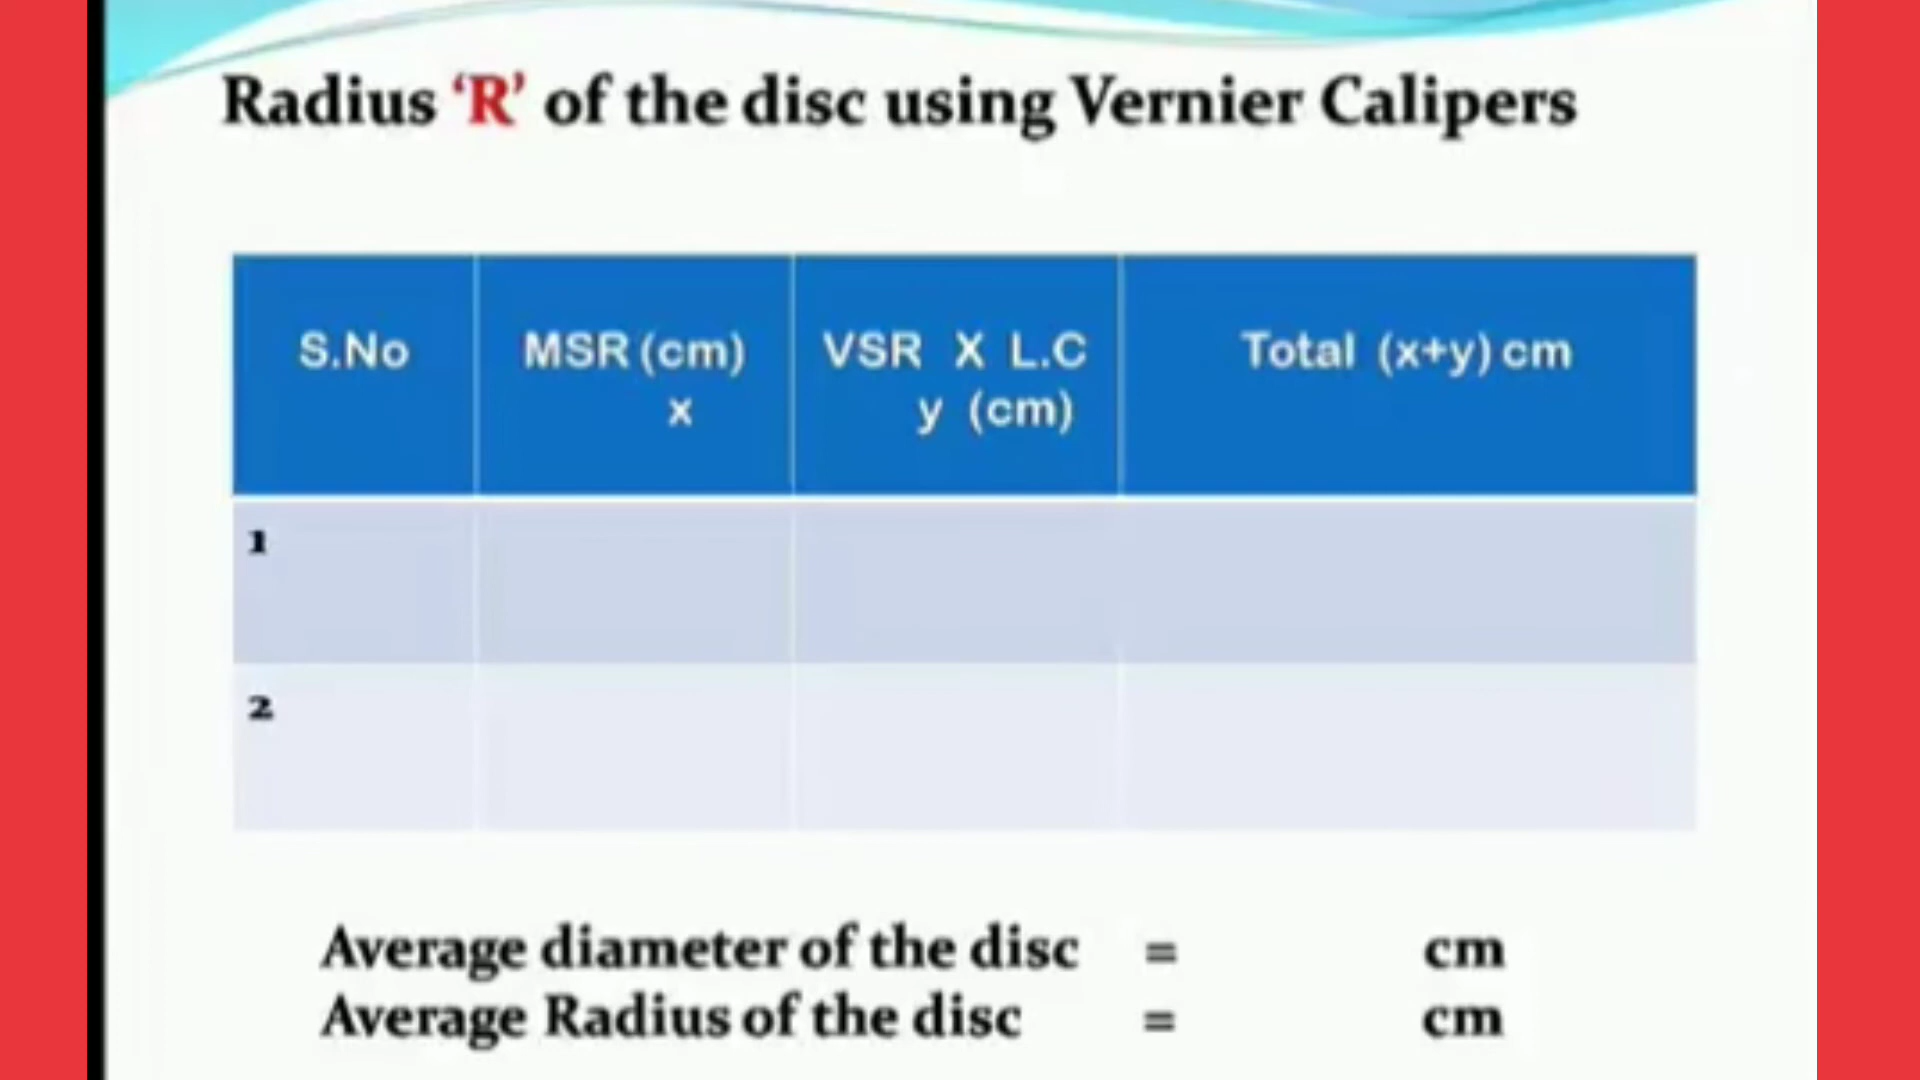 Radius ‘R’ of the disc using Vernier Calipers
S.No MSR (cm) VSR X L.C Total (x+y) cm
x y (cm)
1
2
Average diameter of the disc = cm
Average Radius of the disc = cm